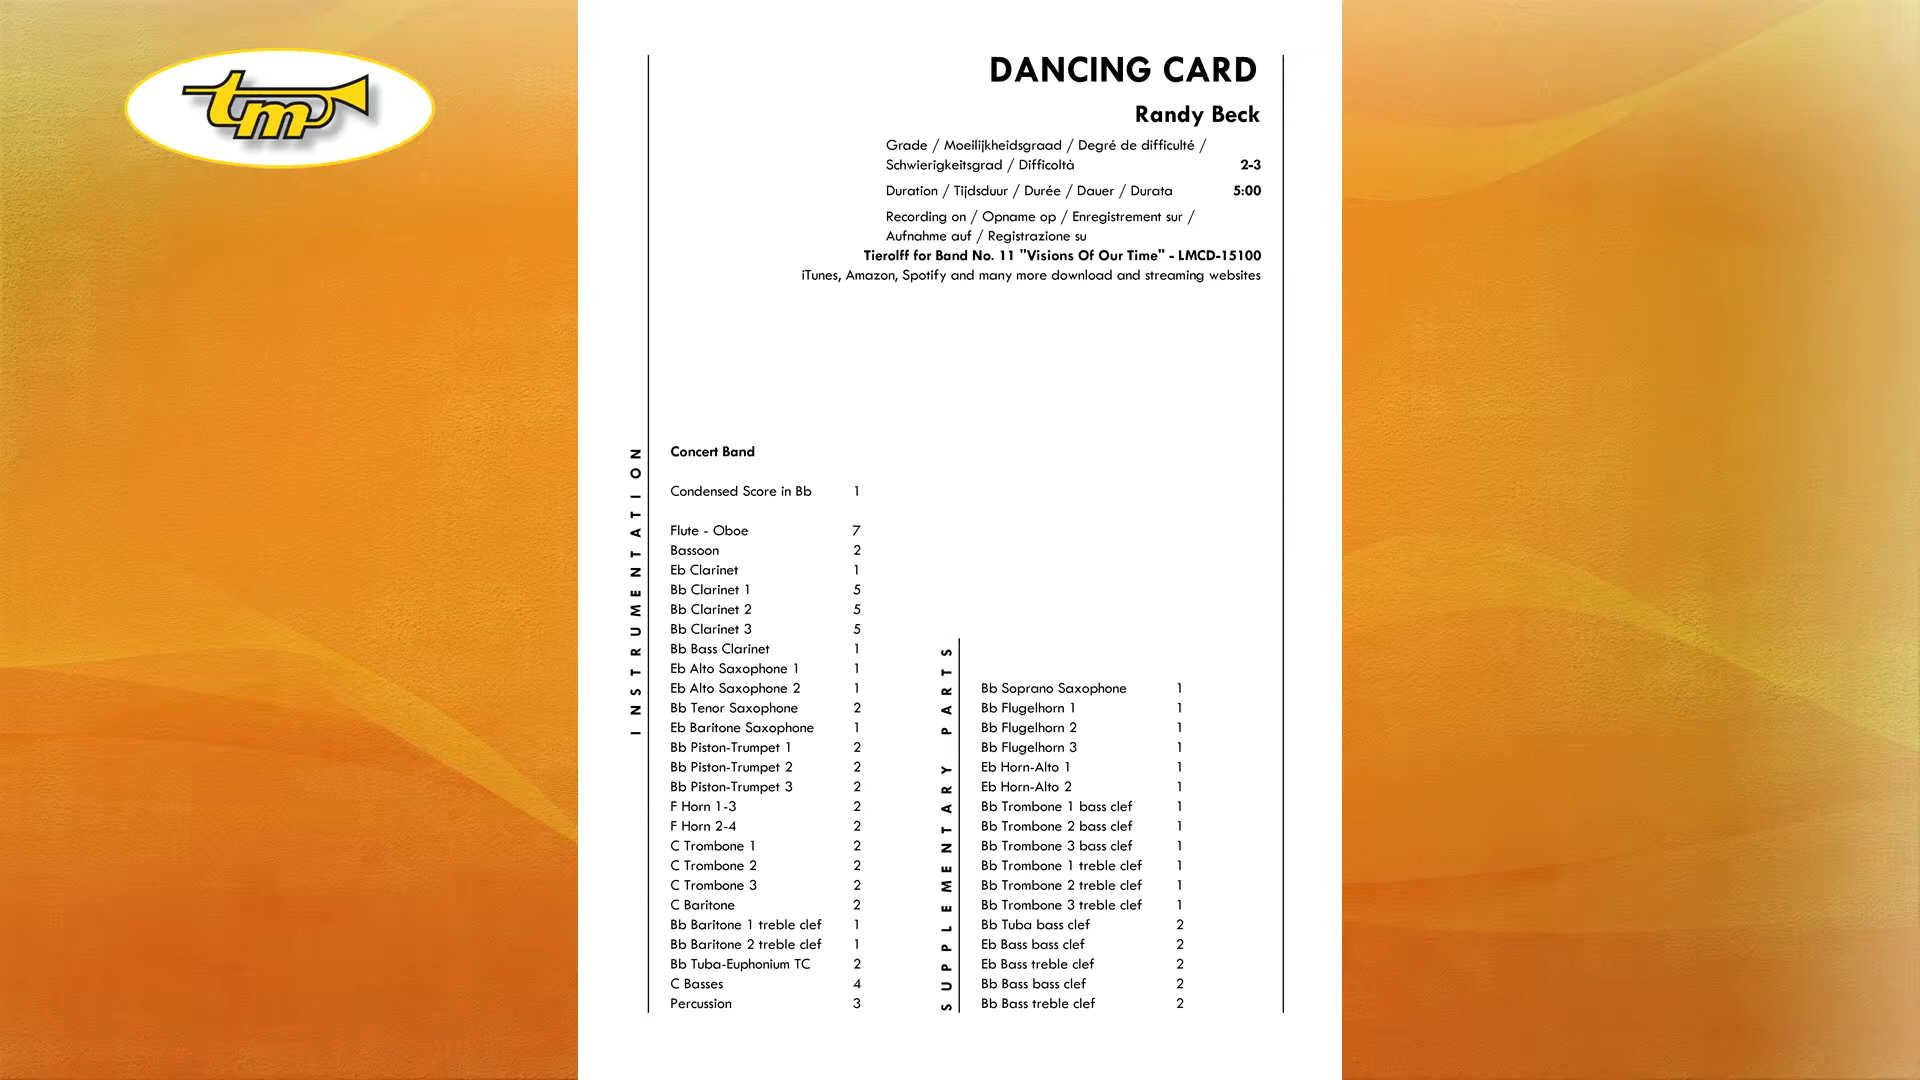 tm
DANCING CARD
Randy Beck
Grade / Moeilijkheidsgraad / Degré de difficulté /
Schwierigkeitsgrad / Difficoltà 2-3
Duration / Tijdsduur / Durée / Dauer / Durata 5:00
Recording on / Opname op / Enregistrement sur /
Aufnahme auf / Registrazione su
Tierolff for Band No. 11 "Visions Of Our Time" - LMCD-15100
iTunes, Amazon, Spotify and many more download and streaming websites
INSTRUMENTATION
Concert Band
Condensed Score in Bb 1
Flute - Oboe 7
Bassoon 2
Eb Clarinet 1
Bb Clarinet 1 5
Bb Clarinet 2 5
Bb Clarinet 3 5
Bb Bass Clarinet 1
Eb Alto Saxophone 1 1
Eb Alto Saxophone 2 1
Bb Tenor Saxophone 2
Eb Baritone Saxophone 1
Bb Piston-Trumpet 1 2
Bb Piston-Trumpet 2 2
Bb Piston-Trumpet 3 2
F Horn 1-3 2
F Horn 2-4 2
C Trombone 1 2
C Trombone 2 2
C Trombone 3 2
C Baritone 2
Bb Baritone 1 treble clef 1
Bb Baritone 2 treble clef 1
Bb Tuba-Euphonium TC 2
C Basses 4
Percussion 3
SUPPLEMENTARY PARTS
Bb Soprano Saxophone 1
Bb Flugelhorn 1 1
Bb Flugelhorn 2 1
Bb Flugelhorn 3 1
Eb Horn-Alto 1 1
Eb Horn-Alto 2 1
Bb Trombone 1 bass clef 1
Bb Trombone 2 bass clef 1
Bb Trombone 3 bass clef 1
Bb Trombone 1 treble clef 1
Bb Trombone 2 treble clef 1
Bb Trombone 3 treble clef 1
Bb Tuba bass clef 2
Eb Bass bass clef 2
Eb Bass treble clef 2
Bb Bass bass clef 2
Bb Bass treble clef 2